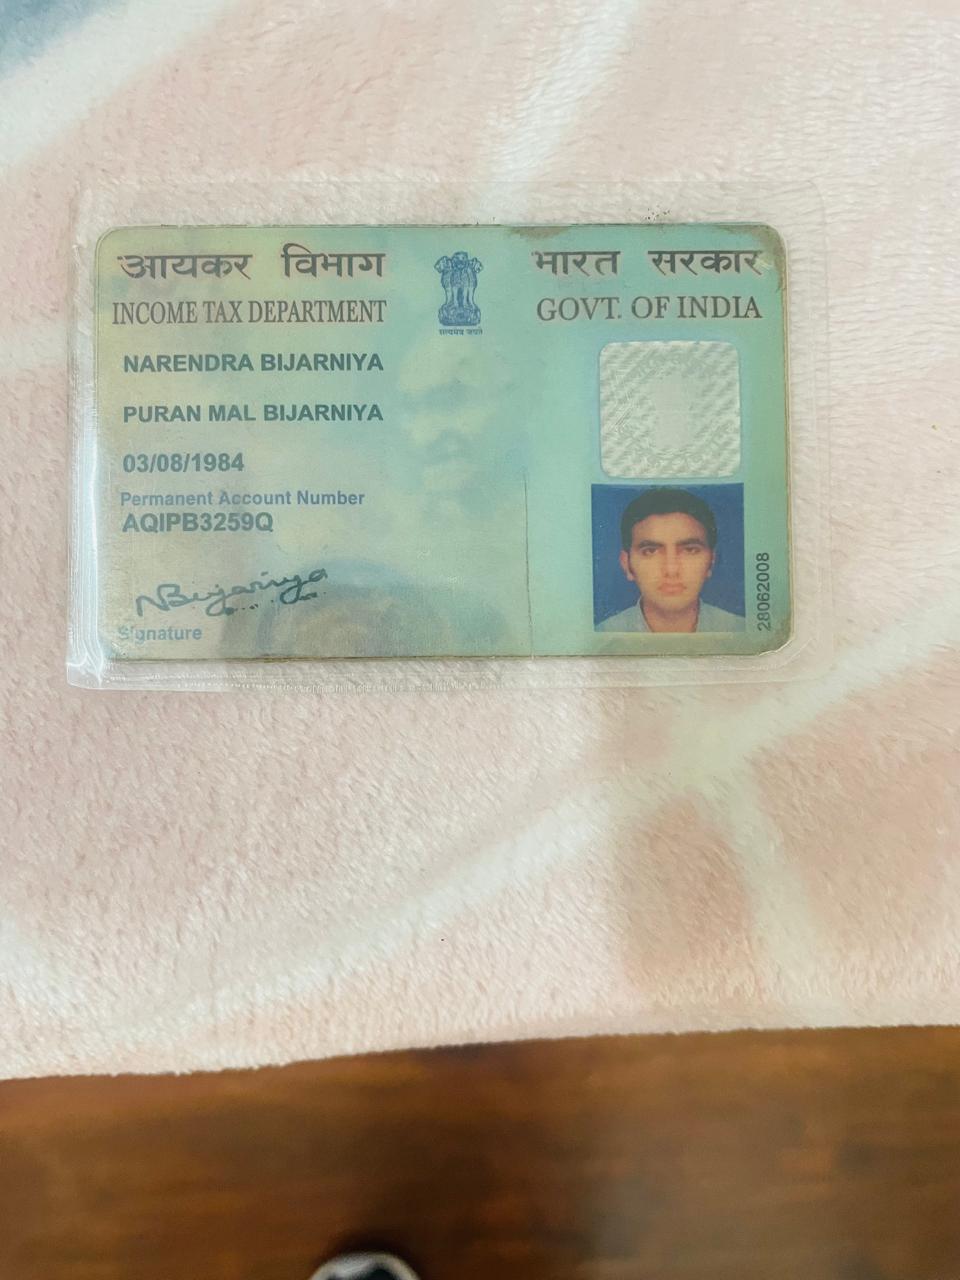 आयकर विभाग
INCOME TAX DEPARTMENT
सत्यमेव जयते
भारत सरकार
GOVT. OF INDIA
NARENDRA BIJARNIYA
PURAN MAL BIJARNIYA
03/08/1984
Permanent Account Number
AQIPB3259Q
NBijarniya
Signature
28062008